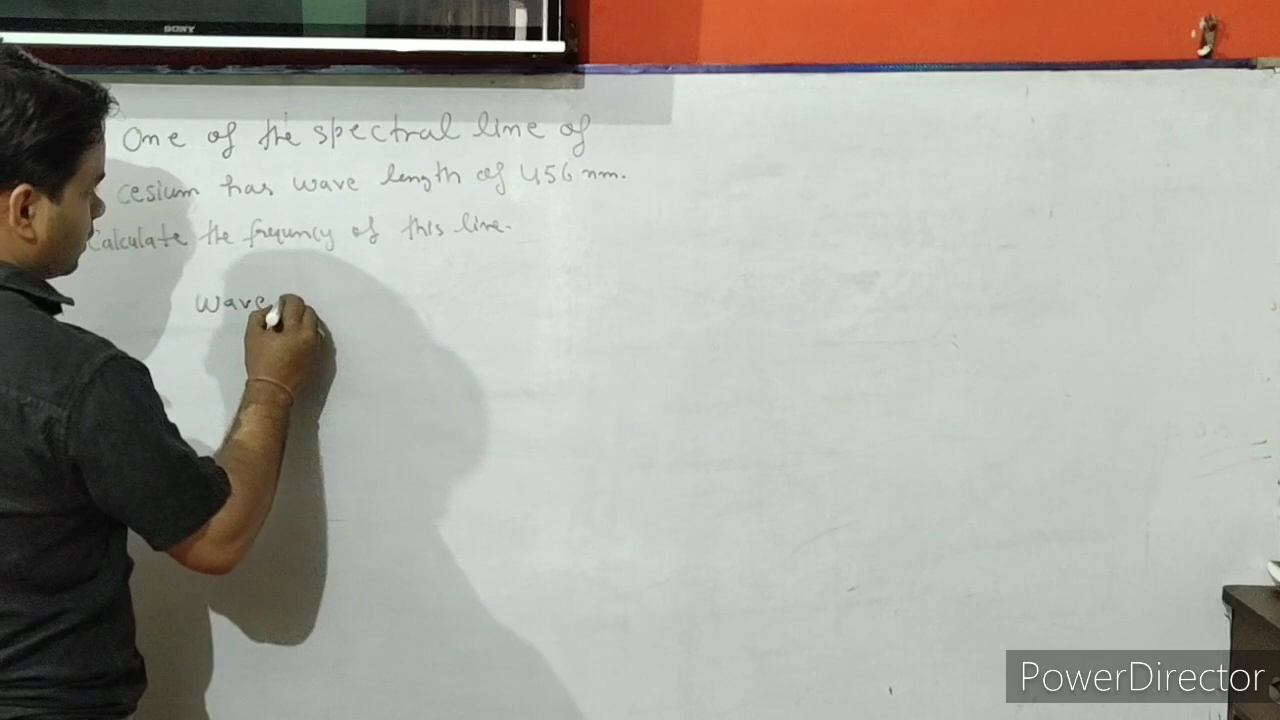 SONY
One of the spectral line of
cesium has wave length of 456 nm.
Calculate the frequncy of this line.
wave
PowerDirector